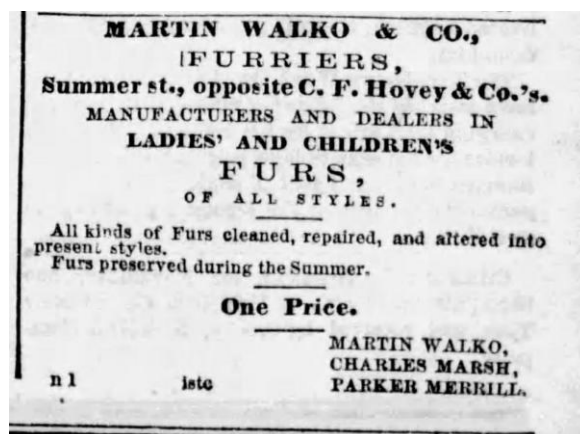 MARTIN WALKO & CO.,
FURRIERS,
Summer st., opposite C. F. Hovey & Co.'s.
MANUFACTURERS AND DEALERS IN
LADIES' AND CHILDREN'S
FURS,
OF ALL STYLES.
All kinds of Furs cleaned, repaired, and altered into
present styles.
Furs preserved during the Summer.
One Price.
MARTIN WALKO,
CHARLES MARSH,
PARKER MERRILL.
n 1 istc